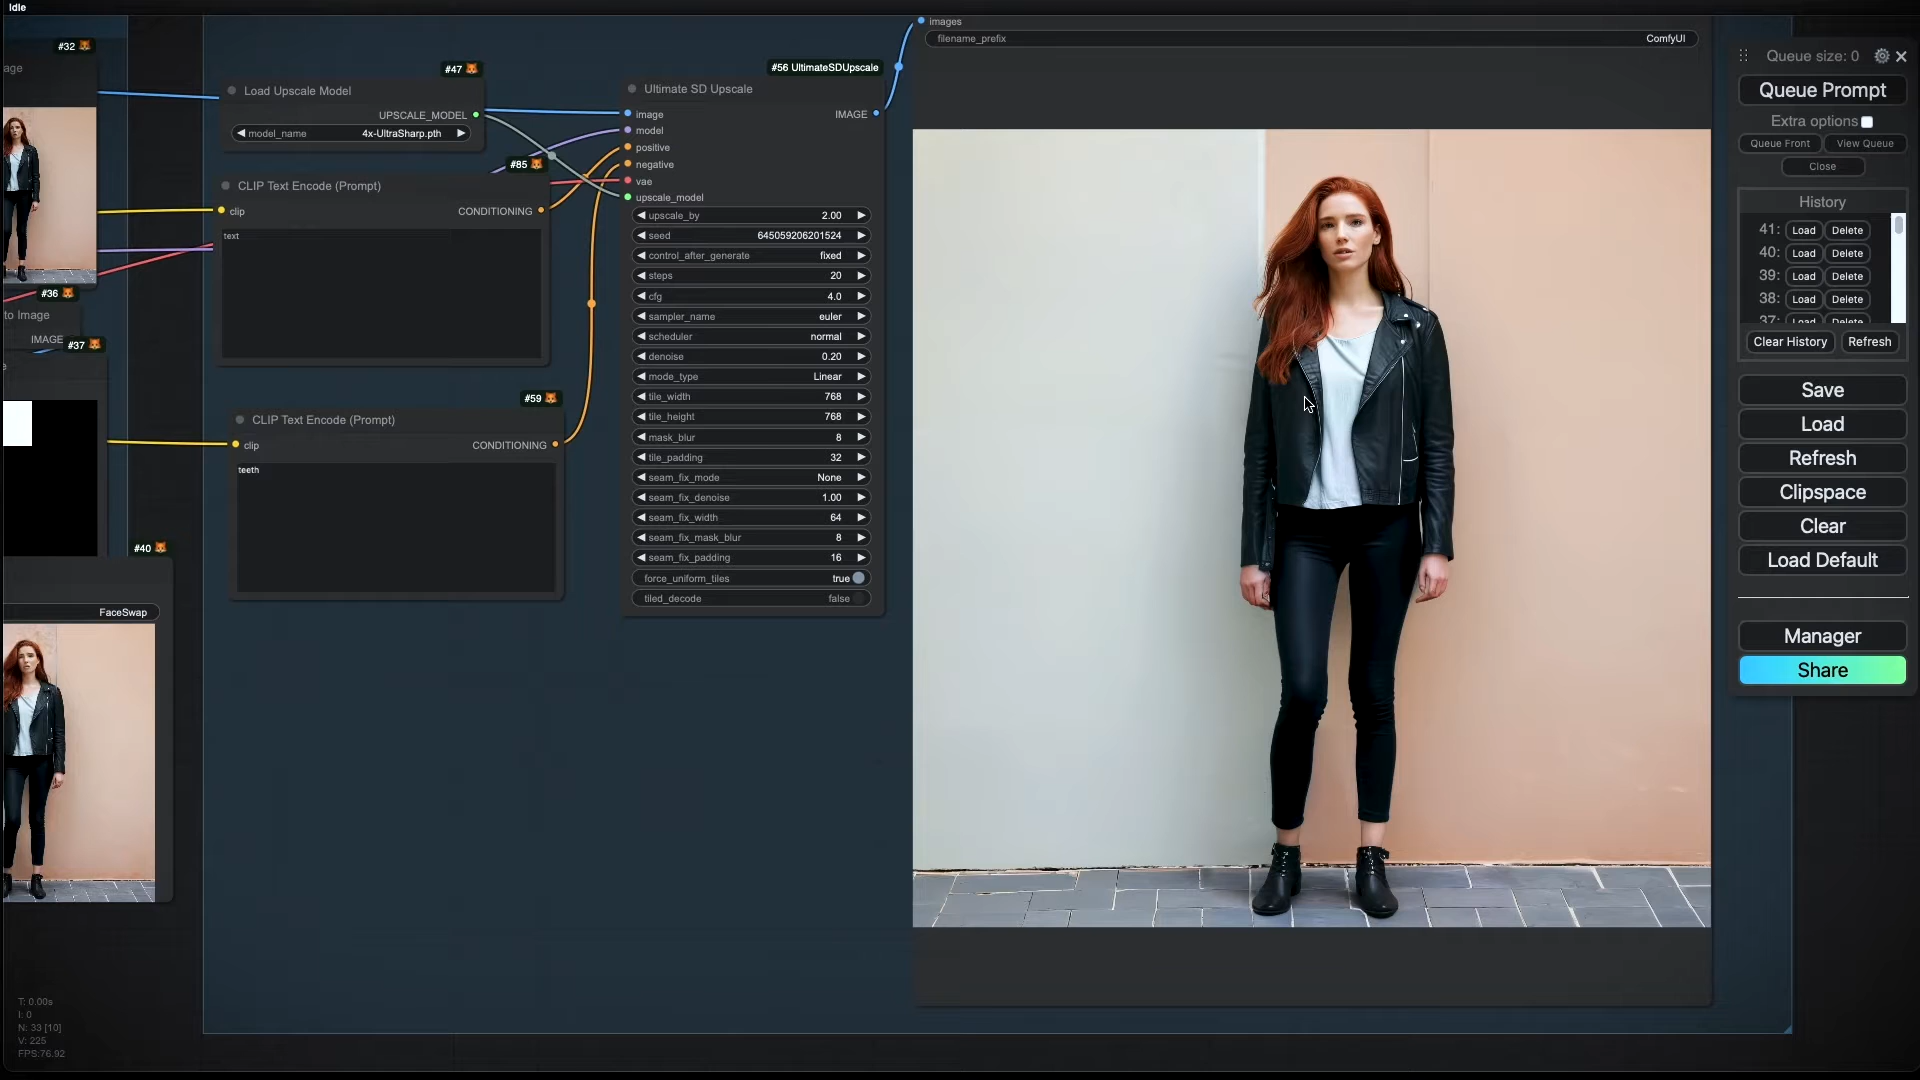 Idle
#32
age
#36
to Image
IMAGE
#37
e
#40
FaceSwap
#47
Load Upscale Model
UPSCALE_MODEL
model_name 4x-UltraSharp.pth
#85
CLIP Text Encode (Prompt)
clip CONDITIONING
text
#59
CLIP Text Encode (Prompt)
clip CONDITIONING
teeth
#56 UltimateSDUpscale
Ultimate SD Upscale
image IMAGE
model
positive
negative
vae
upscale_model
upscale_by 2.00
seed 645059206201524
control_after_generate fixed
steps 20
cfg 4.0
sampler_name euler
scheduler normal
denoise 0.20
mode_type Linear
tile_width 768
tile_height 768
mask_blur 8
tile_padding 32
seam_fix_mode None
seam_fix_denoise 1.00
seam_fix_width 64
seam_fix_mask_blur 8
seam_fix_padding 16
force_uniform_tiles true
tiled_decode false
images
filename_prefix ComfyUI
Queue size: 0
Queue Prompt
Extra options
Queue Front View Queue
Close
History
41: Load Delete
40: Load Delete
39: Load Delete
38: Load Delete
37: Load Delete
Clear History Refresh
Save
Load
Refresh
Clipspace
Clear
Load Default
Manager
Share
T: 0.00s
I: 0
N: 33 [10]
V: 225
FPS:76.92